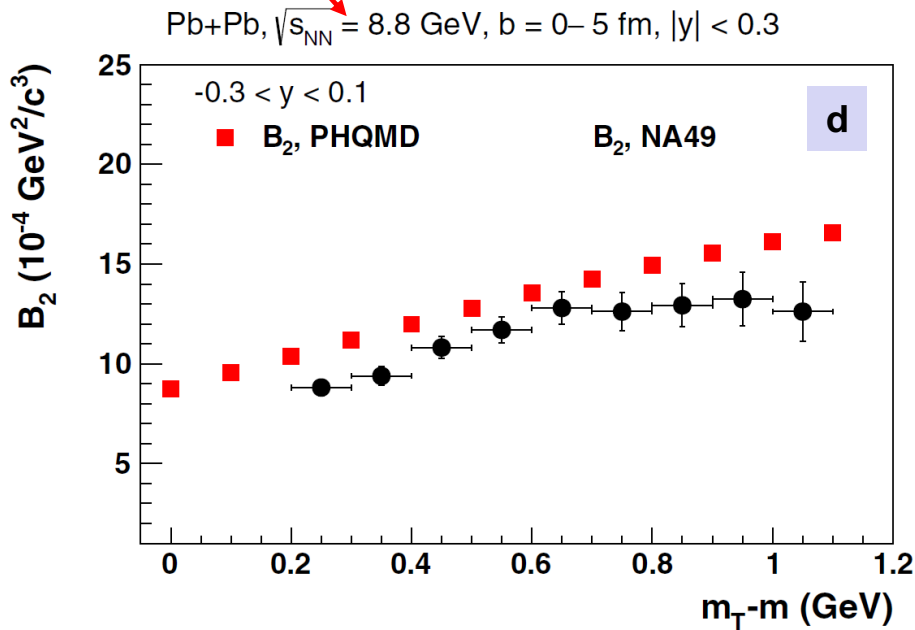 Pb+Pb, √s_NN = 8.8 GeV, b = 0– 5 fm, |y| < 0.3
B₂ (10⁻⁴ GeV²/c³)
25
20
15
10
5
-0.3 < y < 0.1
d
B₂, PHQMD B₂, NA49
0 0.2 0.4 0.6 0.8 1 1.2
m_T-m (GeV)